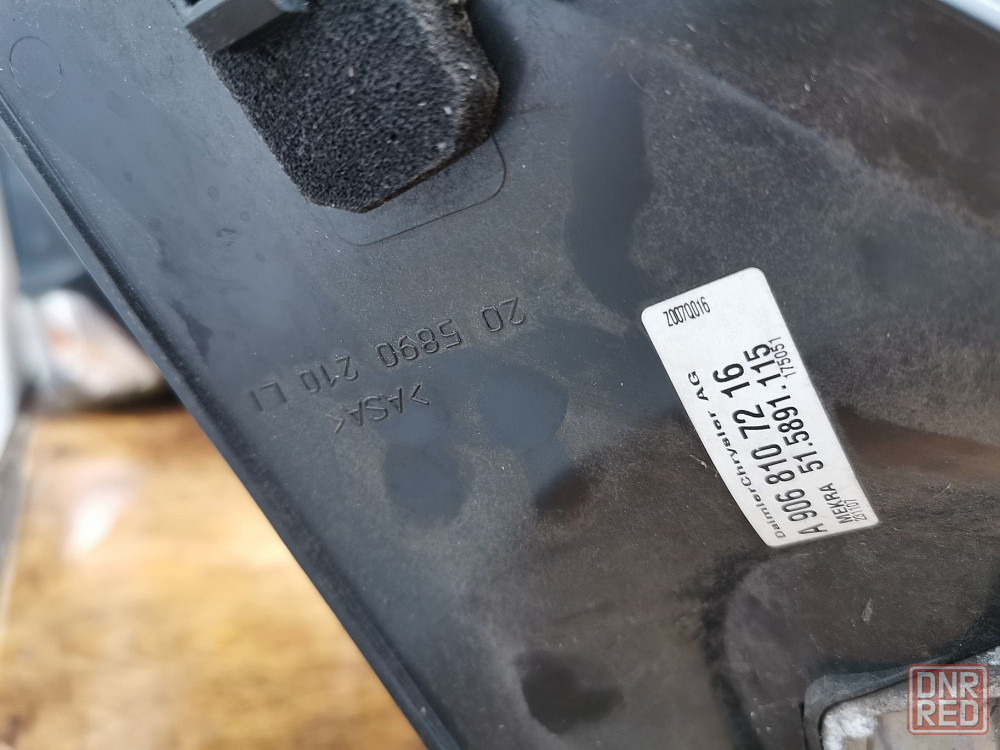 20 5890 210 LI
>ASA<
Z007Q016
DaimlerChrysler AG
A 906 810 72 16
MEKRA 51.5891.115
231107 175051
DNR
RED